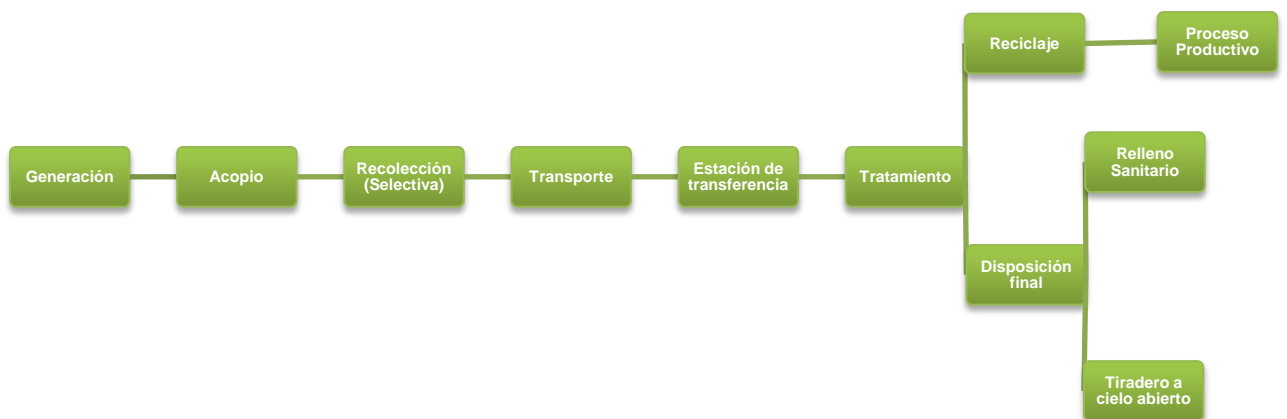 Generación
Acopio
Recolección
(Selectiva)
Transporte
Estación de
transferencia
Tratamiento
Reciclaje
Proceso
Productivo
Disposición
final
Relleno
Sanitario
Tiradero a
cielo abierto